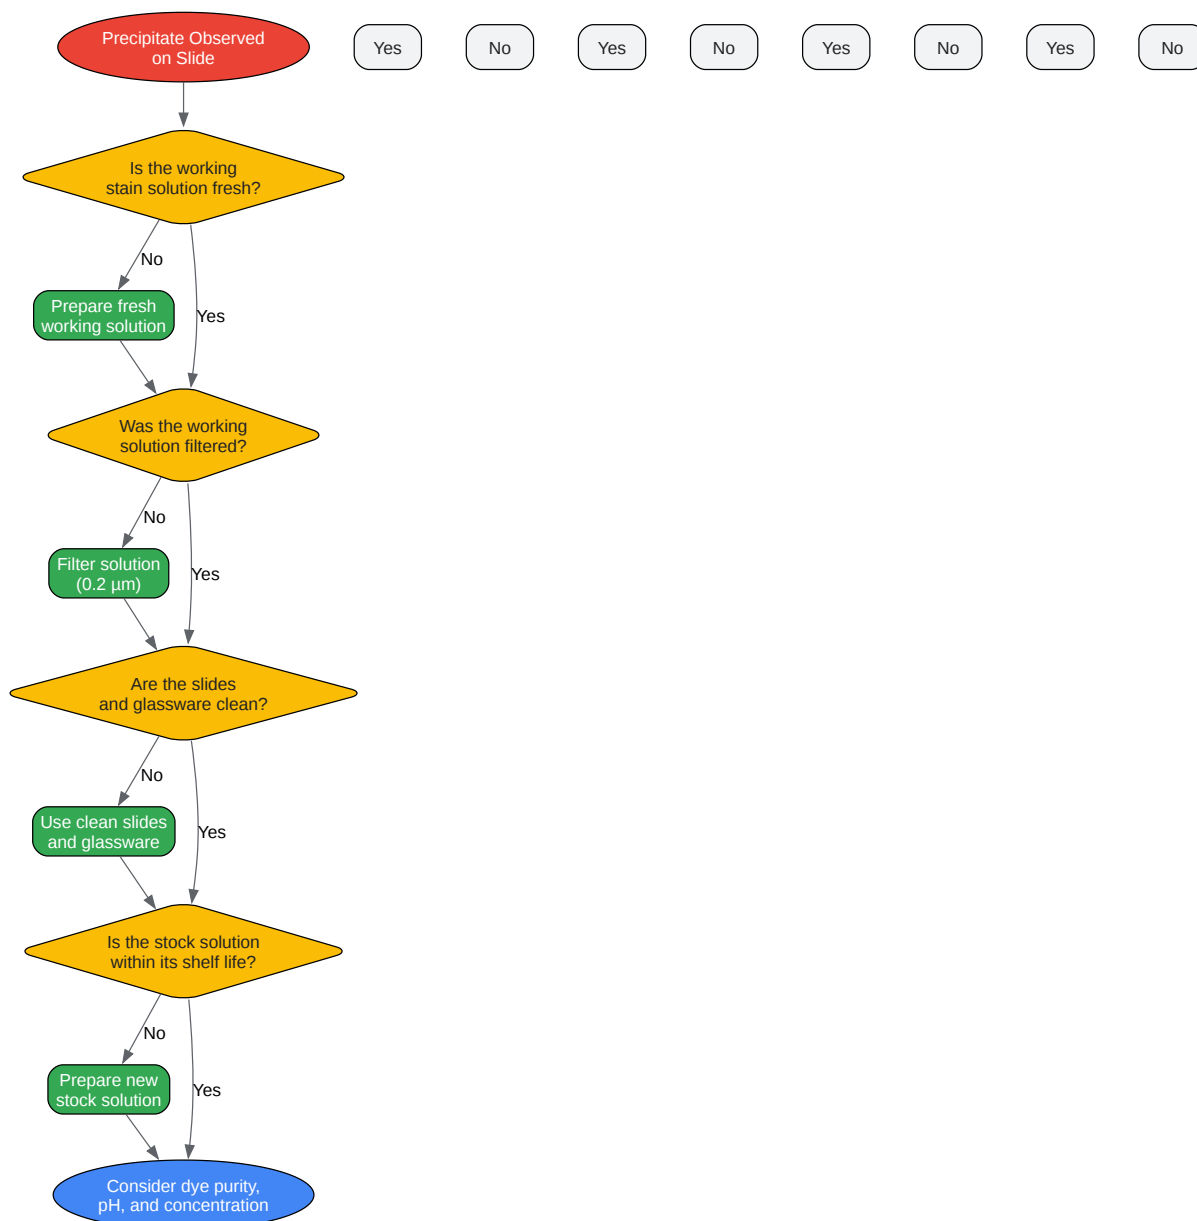 Precipitate Observed
on Slide
Yes
No
Yes
No
Yes
No
Yes
No
Is the working
stain solution fresh?
No
Prepare fresh
working solution
Yes
Was the working
solution filtered?
No
Filter solution
(0.2 µm)
Yes
Are the slides
and glassware clean?
No
Use clean slides
and glassware
Yes
Is the stock solution
within its shelf life?
No
Prepare new
stock solution
Yes
Consider dye purity,
pH, and concentration